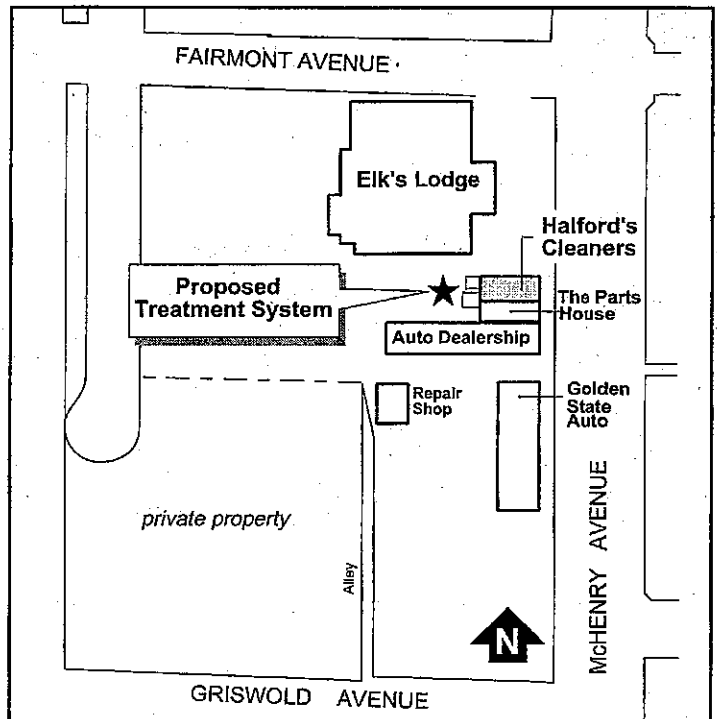 FAIRMONT AVENUE
Elk's Lodge
Halford's
Cleaners
Proposed
Treatment System
The Parts
House
Auto Dealership
Repair
Shop
Golden
State
Auto
private property
Alley
McHENRY AVENUE
N
GRISWOLD AVENUE